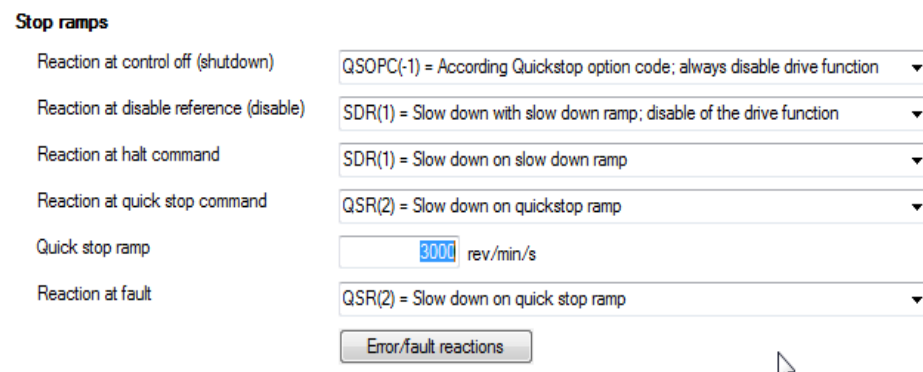 Stop ramps
Reaction at control off (shutdown) QSOPC(-1) = According Quickstop option code; always disable drive function
Reaction at disable reference (disable) SDR(1) = Slow down with slow down ramp; disable of the drive function
Reaction at halt command SDR(1) = Slow down on slow down ramp
Reaction at quick stop command QSR(2) = Slow down on quickstop ramp
Quick stop ramp 3000 rev/min/s
Reaction at fault QSR(2) = Slow down on quick stop ramp
Error/fault reactions